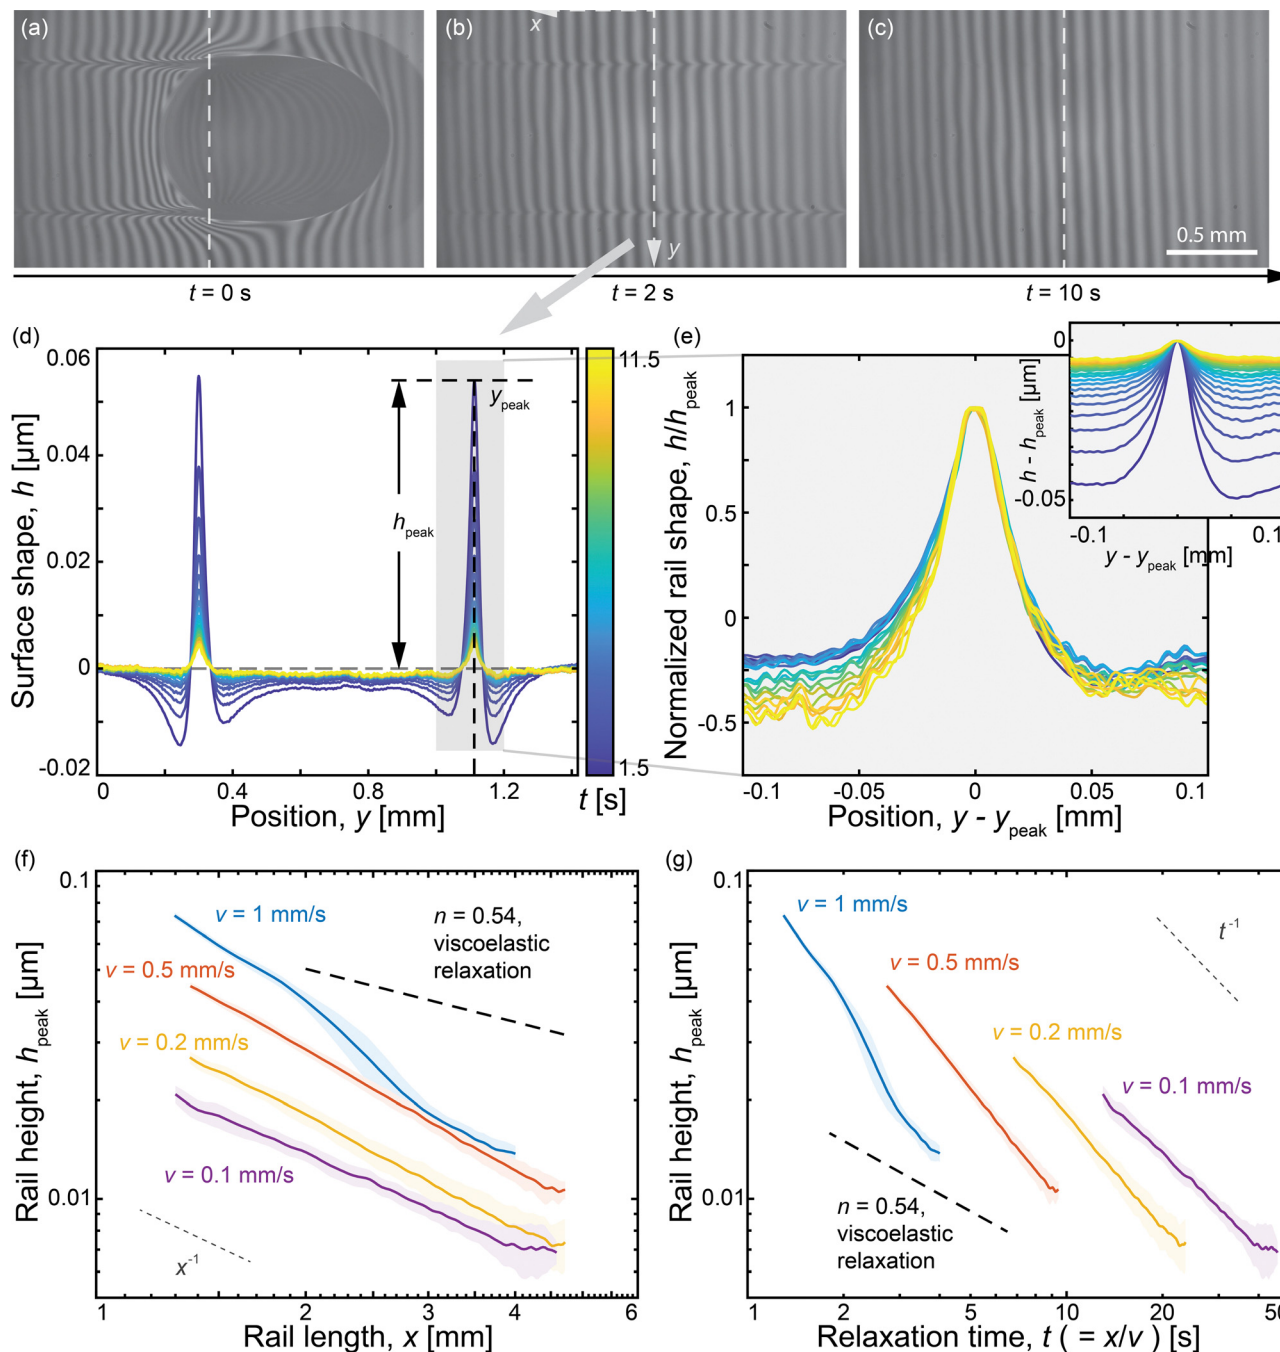 (a)
(b)
x
y
(c)
0.5 mm
t = 0 s
t = 2 s
t = 10 s
(d)
0.06
0.04
0.02
0
-0.02
Surface shape, h [μm]
h_peak
y_peak
0
0.4
0.8
1.2
Position, y [mm]
11.5
1.5
t [s]
(e)
1
0.5
0
-0.5
Normalized rail shape, h/h_peak
-0.1
-0.05
0
0.05
0.1
Position, y - y_peak [mm]
0
-0.05
h - h_peak [μm]
-0.1
0.1
y - y_peak [mm]
(f)
0.1
0.01
Rail height, h_peak [μm]
v = 1 mm/s
v = 0.5 mm/s
v = 0.2 mm/s
v = 0.1 mm/s
n = 0.54,
viscoelastic
relaxation
x⁻¹
1
2
3
4
6
Rail length, x [mm]
(g)
0.1
0.01
Rail height, h_peak [μm]
v = 1 mm/s
v = 0.5 mm/s
v = 0.2 mm/s
v = 0.1 mm/s
t⁻¹
n = 0.54,
viscoelastic
relaxation
1
2
5
10
20
50
Relaxation time, t ( = x/v ) [s]